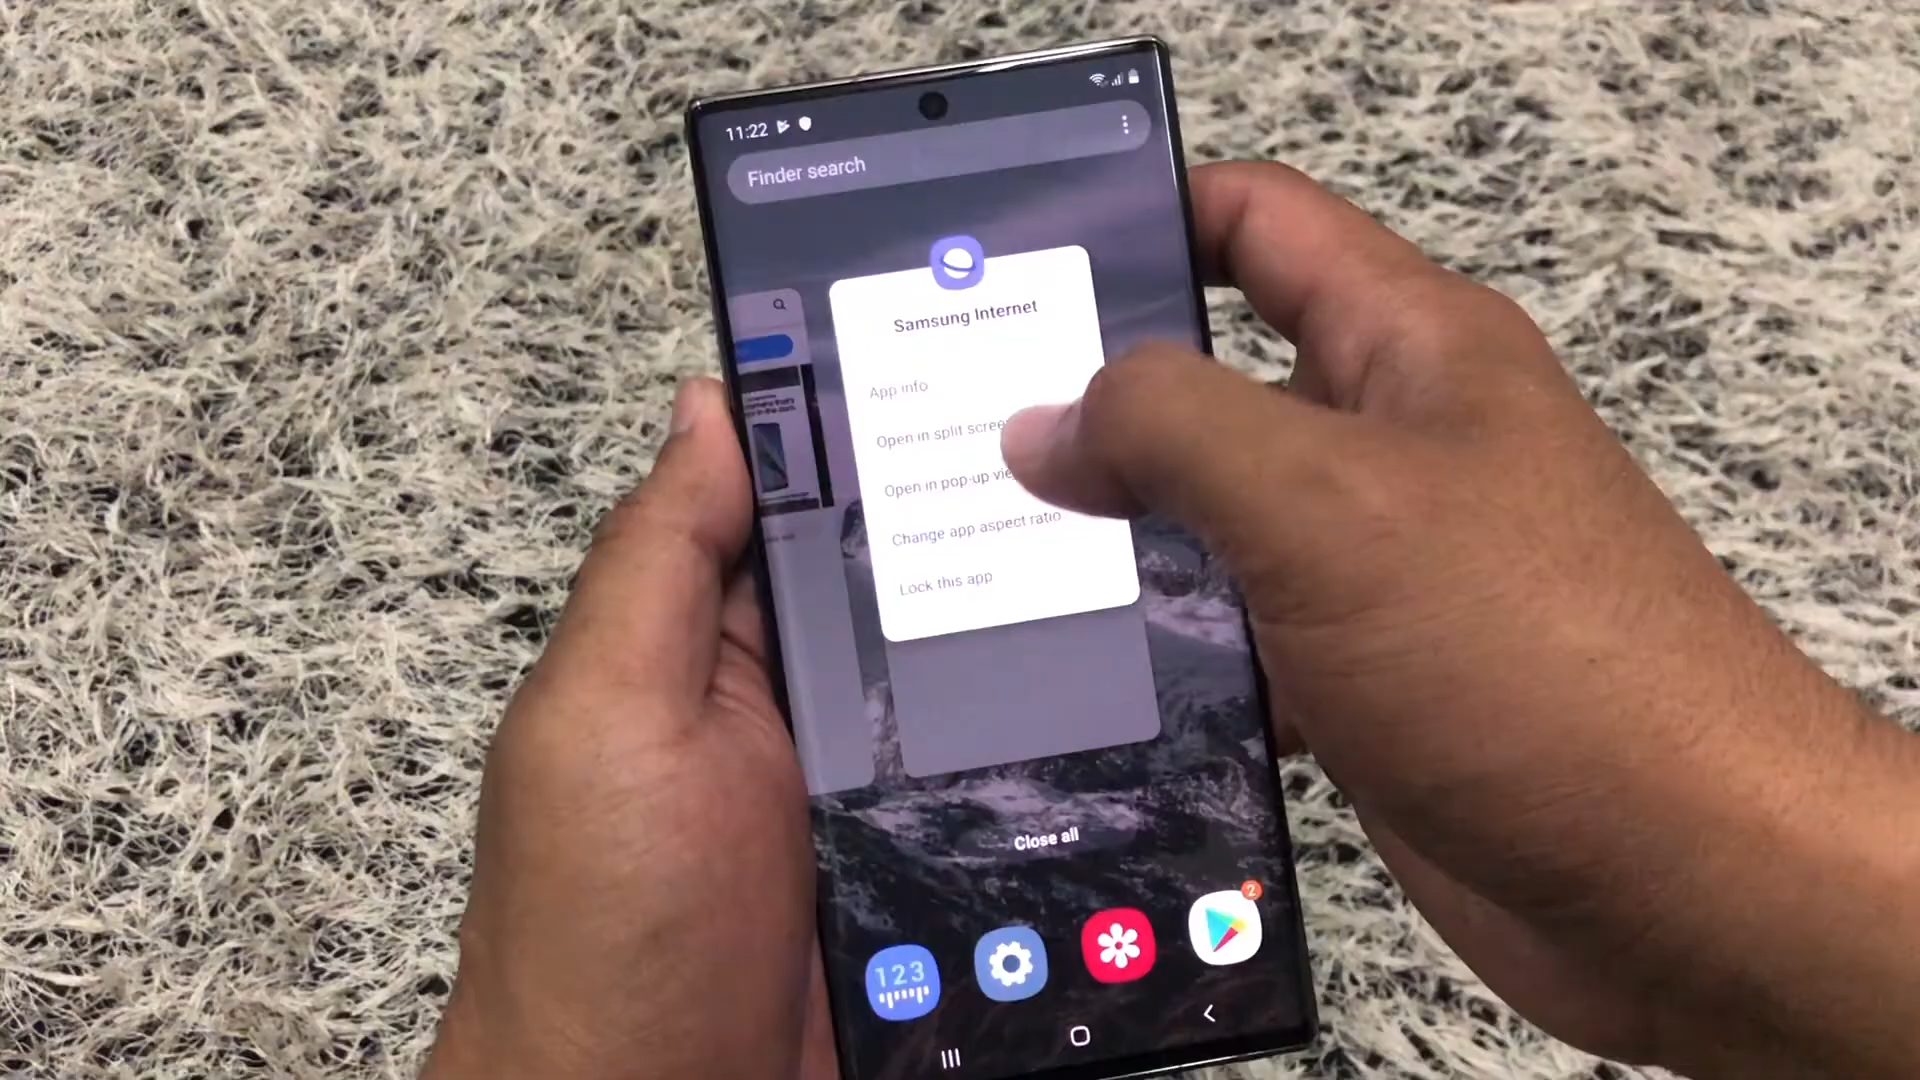 11:22
Finder search
Samsung Internet
App info
Open in split scree
Open in pop-up vie
Change app aspect ratio
Lock this app
Close all
2
123